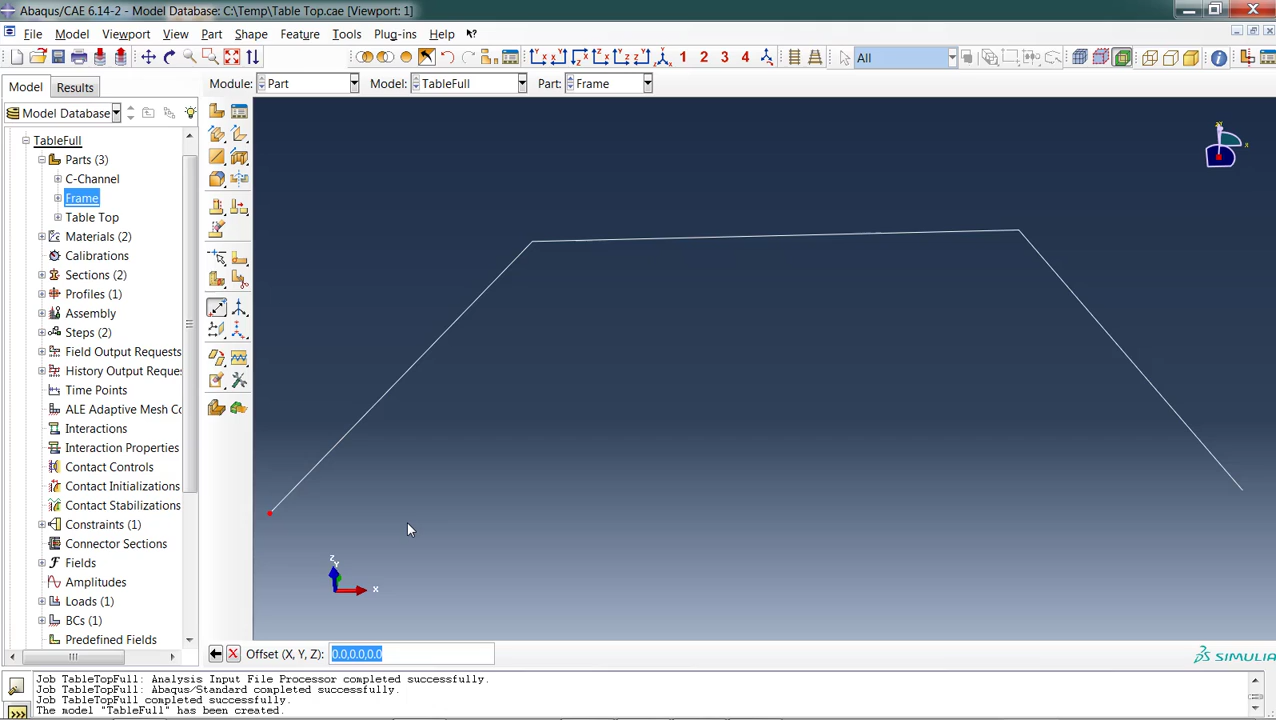 Abaqus/CAE 6.14-2 - Model Database: C:\Temp\Table Top.cae [Viewport: 1]
File Model Viewport View Part Shape Feature Tools Plug-ins Help
1 2 3 4 All
Model Results Module: Part Model: TableFull Part: Frame
Model Database
TableFull
Parts (3)
C-Channel
Frame
Table Top
Materials (2)
Calibrations
Sections (2)
Profiles (1)
Assembly
Steps (2)
Field Output Requests
History Output Reque
Time Points
ALE Adaptive Mesh Co
Interactions
Interaction Properties
Contact Controls
Contact Initializations
Contact Stabilizations
Constraints (1)
Connector Sections
Fields
Amplitudes
Loads (1)
BCs (1)
Predefined Fields
Y
X
Z
Y
X
Offset (X, Y, Z): 0.0,0.0,0.0
SIMULIA
Job TableTopFull: Analysis Input File Processor completed successfully.
Job TableTopFull: Abaqus/Standard completed successfully.
Job TableTopFull completed successfully.
The model "TableFull" has been created.